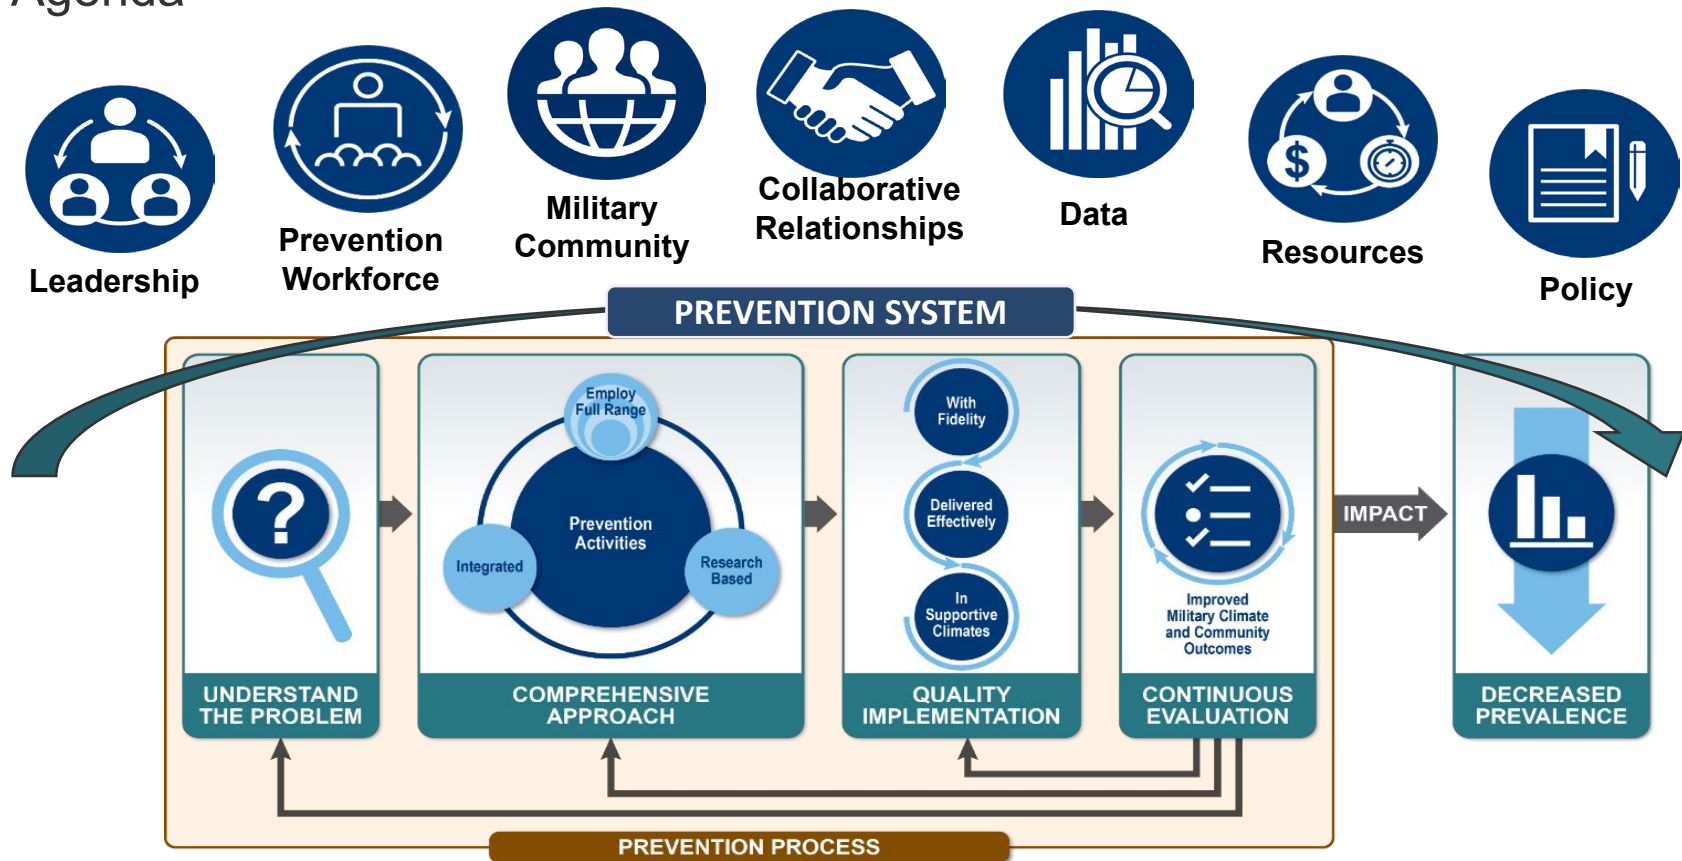 Agenda
Leadership
Prevention
Workforce
Military
Community
Collaborative
Relationships
Data
$
Resources
Policy
PREVENTION SYSTEM
?
UNDERSTAND
THE PROBLEM
Employ
Full Range
Prevention
Activities
Integrated
Research
Based
COMPREHENSIVE
APPROACH
With
Fidelity
Delivered
Effectively
In
Supportive
Climates
QUALITY
IMPLEMENTATION
Improved
Military Climate
and Community
Outcomes
CONTINUOUS
EVALUATION
IMPACT
DECREASED
PREVALENCE
PREVENTION PROCESS